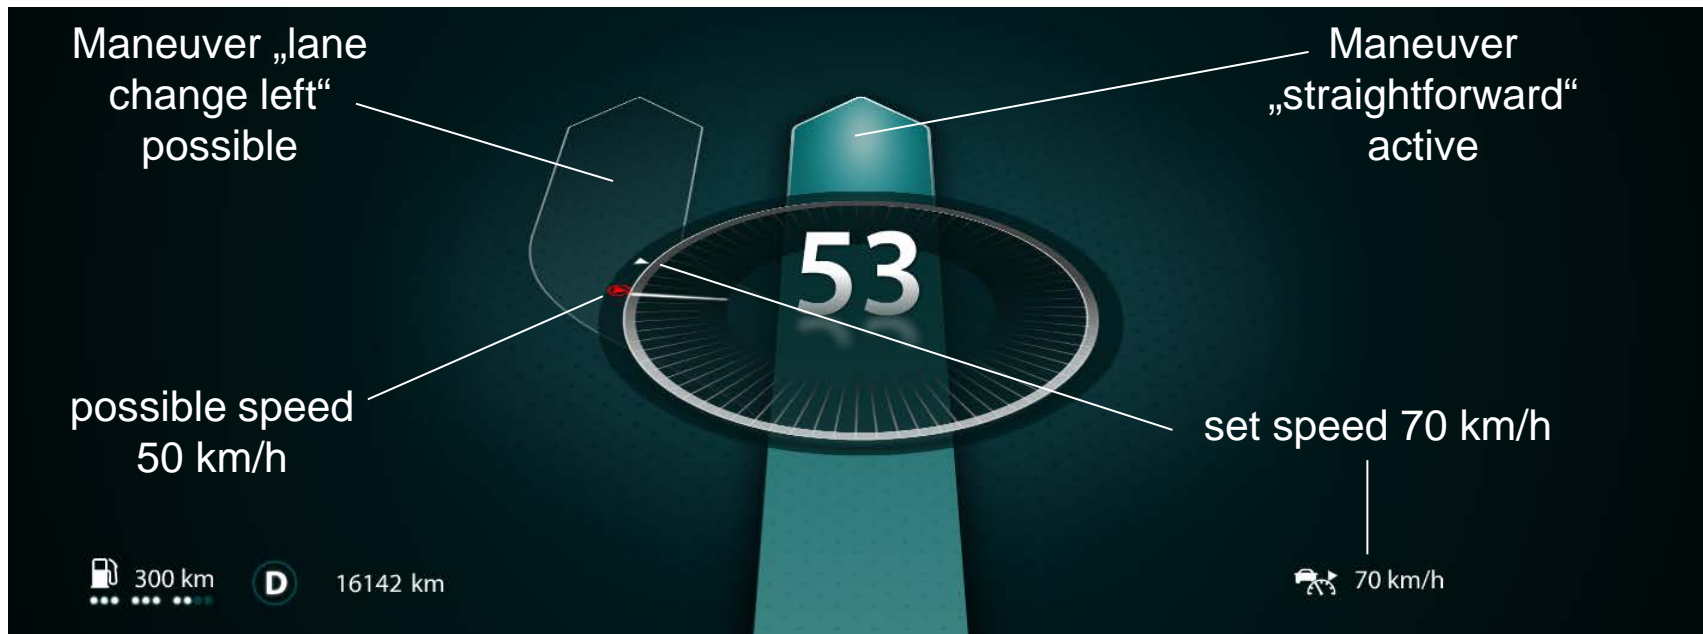 Maneuver „lane
change left“
possible
Maneuver
„straightforward“
active
53
possible speed
50 km/h
set speed 70 km/h
300 km
D
16142 km
70 km/h